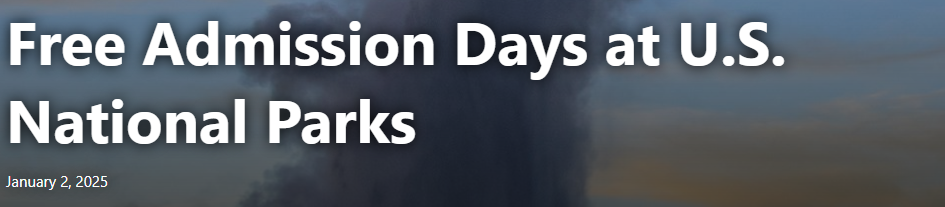 Free Admission Days at U.S.
National Parks
January 2, 2025